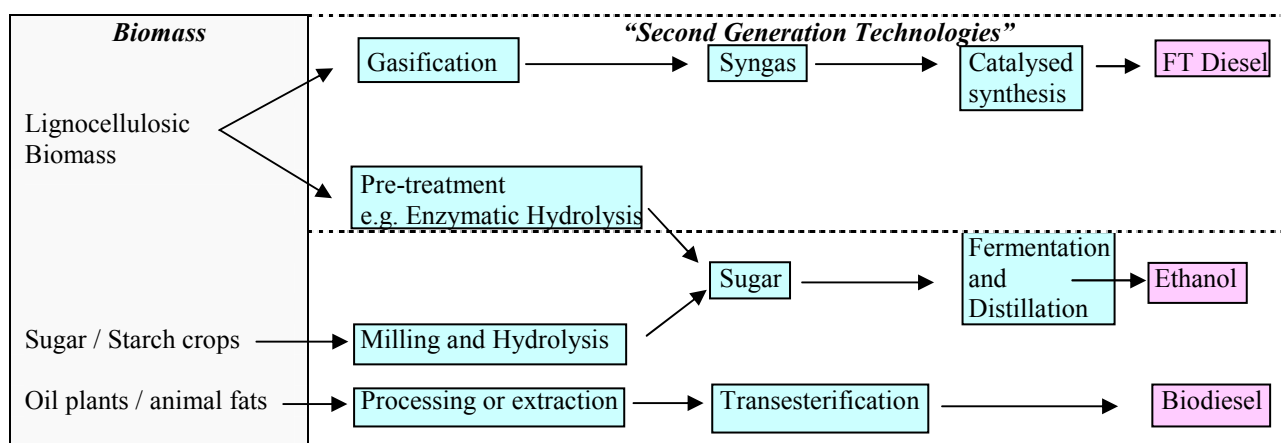 Biomass
“Second Generation Technologies”
Gasification
Syngas
Catalysed
synthesis
FT Diesel
Lignocellulosic
Biomass
Pre-treatment
e.g. Enzymatic Hydrolysis
Sugar
Fermentation
and
Distillation
Ethanol
Sugar / Starch crops
Milling and Hydrolysis
Oil plants / animal fats
Processing or extraction
Transesterification
Biodiesel